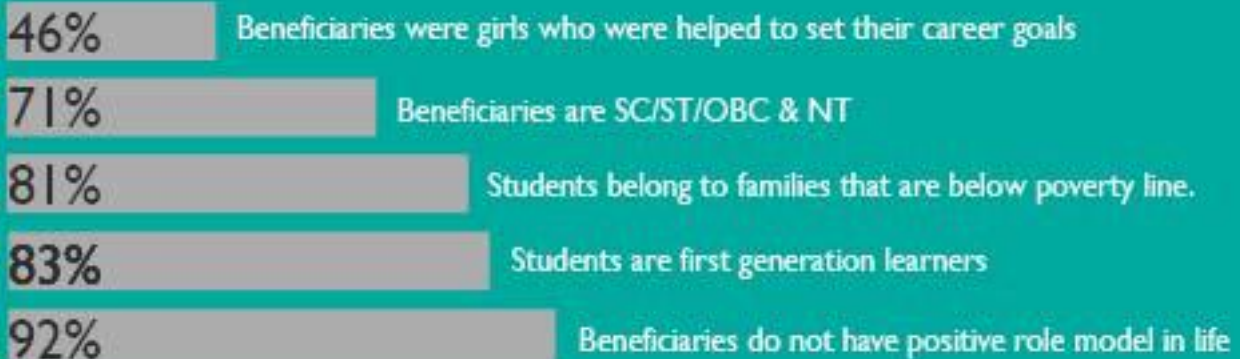 46% Beneficiaries were girls who were helped to set their career goals
71% Beneficiaries are SC/ST/OBC & NT
81% Students belong to families that are below poverty line.
83% Students are first generation learners
92% Beneficiaries do not have positive role model in life